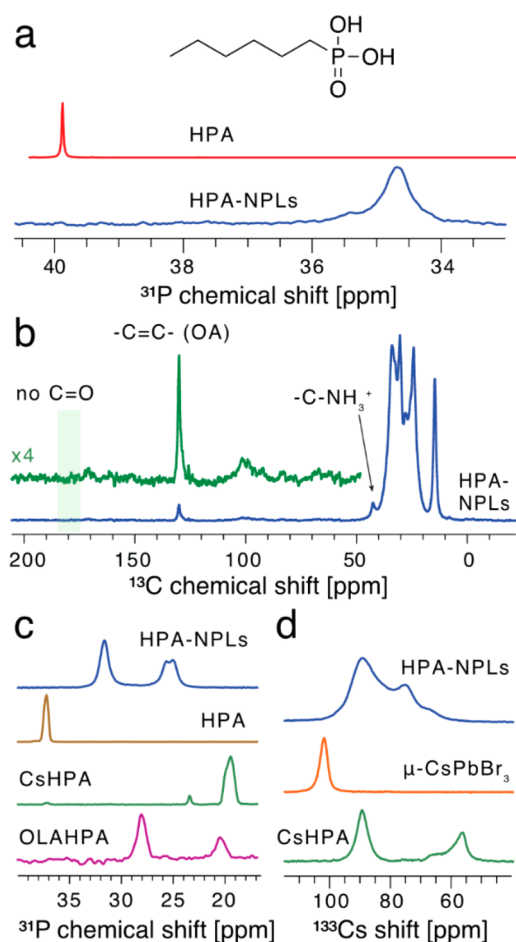 a
OH
P-OH
O
HPA
HPA-NPLs
40 38 36 34
³¹P chemical shift [ppm]
b
-C=C- (OA)
no C=O
-C-NH₃⁺
x4
HPA-
NPLs
200 150 100 50 0
¹³C chemical shift [ppm]
c
HPA-NPLs
HPA
CsHPA
OLAHPA
35 30 25 20
³¹P chemical shift [ppm]
d
HPA-NPLs
µ-CsPbBr₃
CsHPA
100 80 60
¹³³Cs shift [ppm]